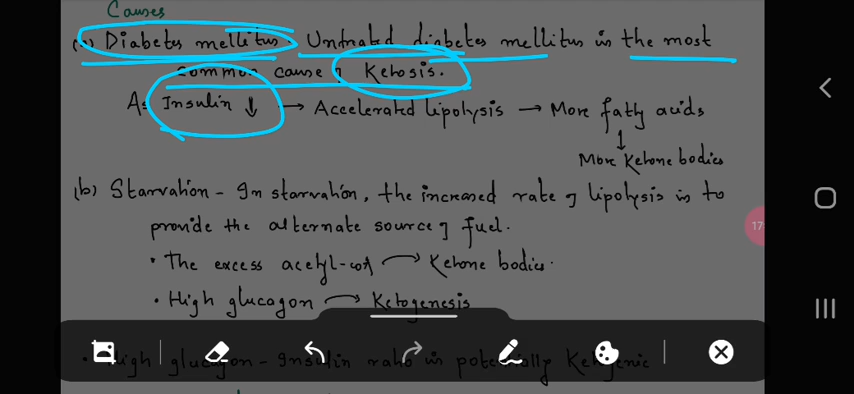 Causes
(a) Diabetes mellitus. Untreated diabetes mellitus is the most
common cause of Ketosis.
As Insulin ↓ → Accelerated lipolysis → More fatty acids
↓
More Ketone bodies
(b) Starvation - In starvation, the increased rate of lipolysis is to
provide the alternate source of fuel.
• The excess acetyl-coA → Ketone bodies.
• High glucagon → Ketogenesis
17
• High glucagon - Insulin ratio is potentially Ketogenic